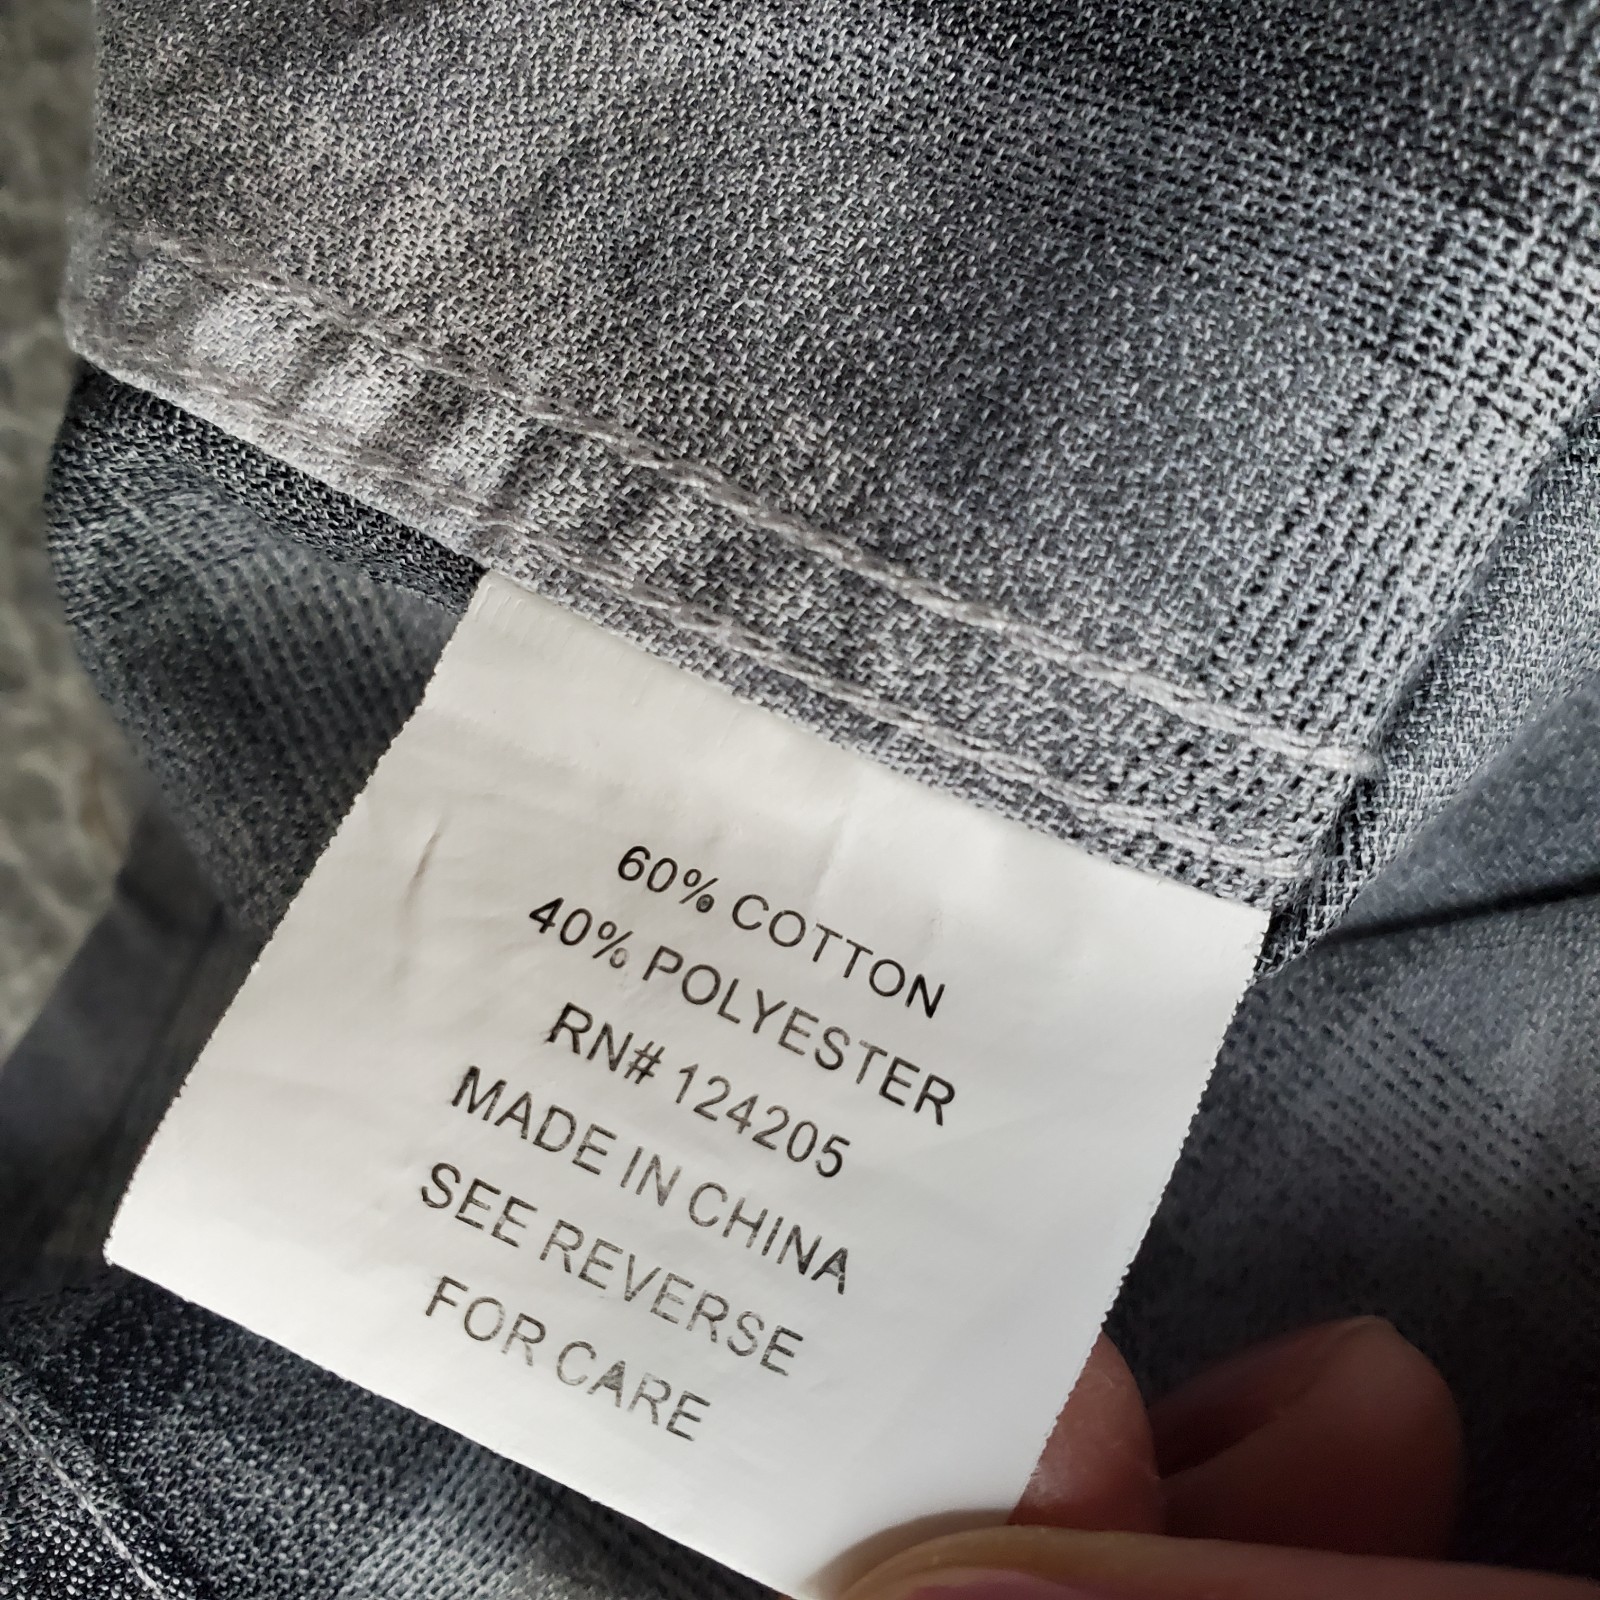 60% COTTON
40% POLYESTER
RN# 124205
MADE IN CHINA
SEE REVERSE
FOR CARE